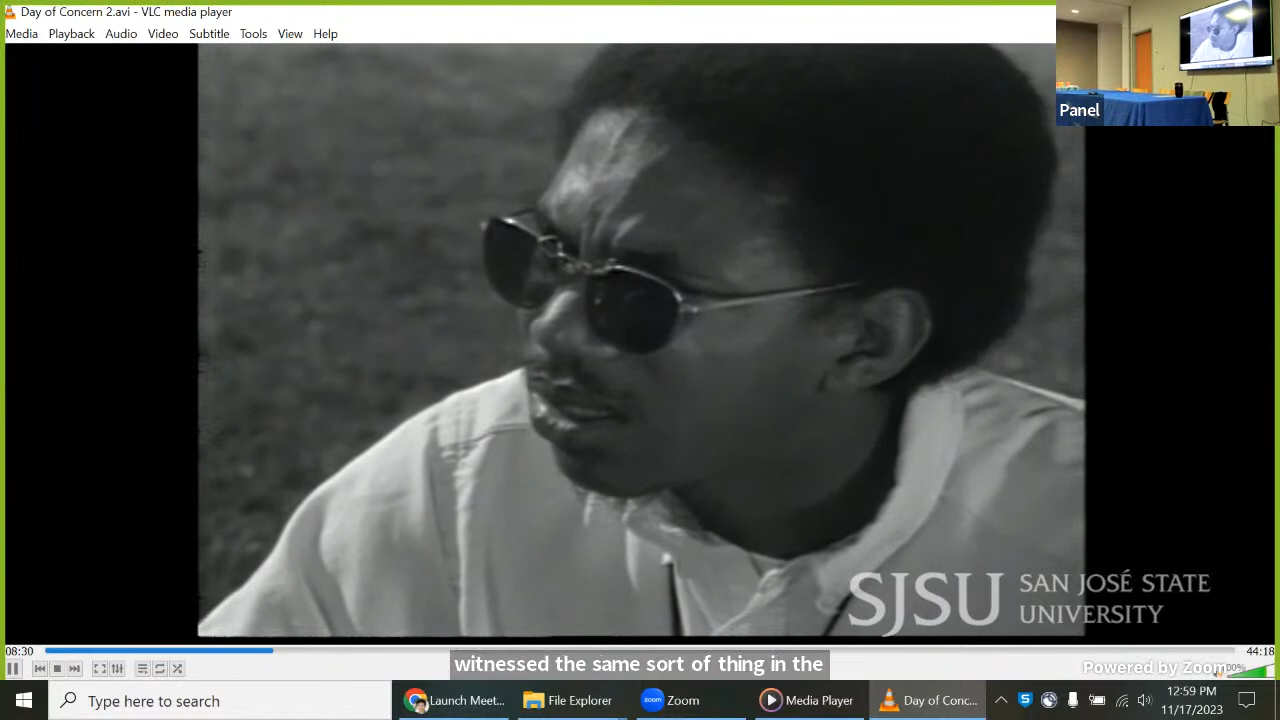 Day of Concern 2.avi - VLC media player
Media Playback Audio Video Subtitle Tools View Help
Panel
SJSU SAN JOSÉ STATE
UNIVERSITY
08:30
44:18
witnessed the same sort of thing in the
Powered by Zoom
Type here to search
Launch Meet...
File Explorer
Zoom
Media Player
Day of Conc...
12:59 PM
11/17/2023